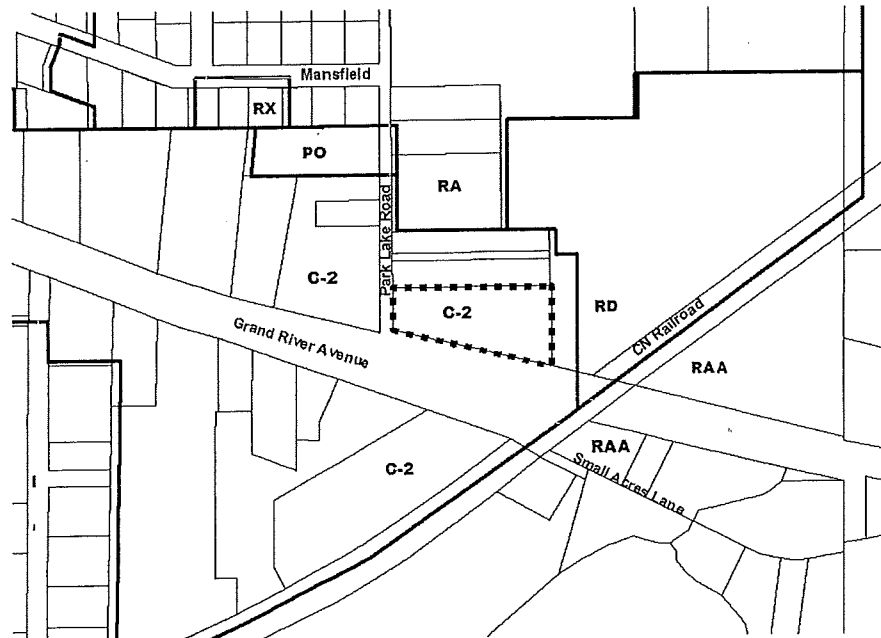 Mansfield
RX
PO
RA
Park Lake Road
C-2
C-2
RD
Grand River Avenue
CN Railroad
RAA
RAA
C-2
Small Acres Lane